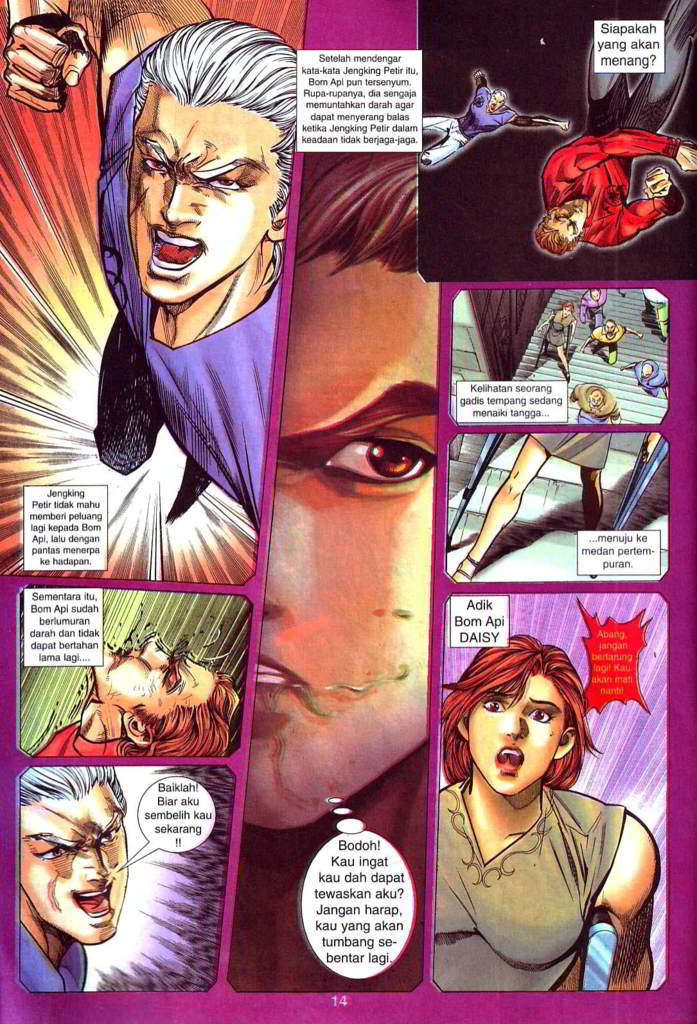 Jengking
Petir tidak mahu
memberi peluang
lagi kepada Bom
Api, lalu dengan
pantas menerpa
ke hadapan.
Sementara itu,
Bom Api sudah
berlumuran
darah dan tidak
dapat bertahan
lama lagi....
Baiklah!
Biar aku
sembelih kau
sekarang
!!
Setelah mendengar
kata-kata Jengking Petir itu,
Bom Api pun tersenyum.
Rupa-rupanya, dia sengaja
memuntahkan darah agar
dapat menyerang balas
ketika Jengking Petir dalam
keadaan tidak berjaga-jaga.
Bodoh!
Kau ingat
kau dah dapat
tewaskan aku?
Jangan harap,
kau yang akan
tumbang se-
bentar lagi.
Siapakah
yang akan
menang?
Kelihatan seorang
gadis tempang sedang
menaiki tangga...
...menuju ke
medan pertem-
puran.
Adik
Bom Api
DAISY
Abang,
jangan
bertarung
lagi! Kau
akan mati
nanti!
14